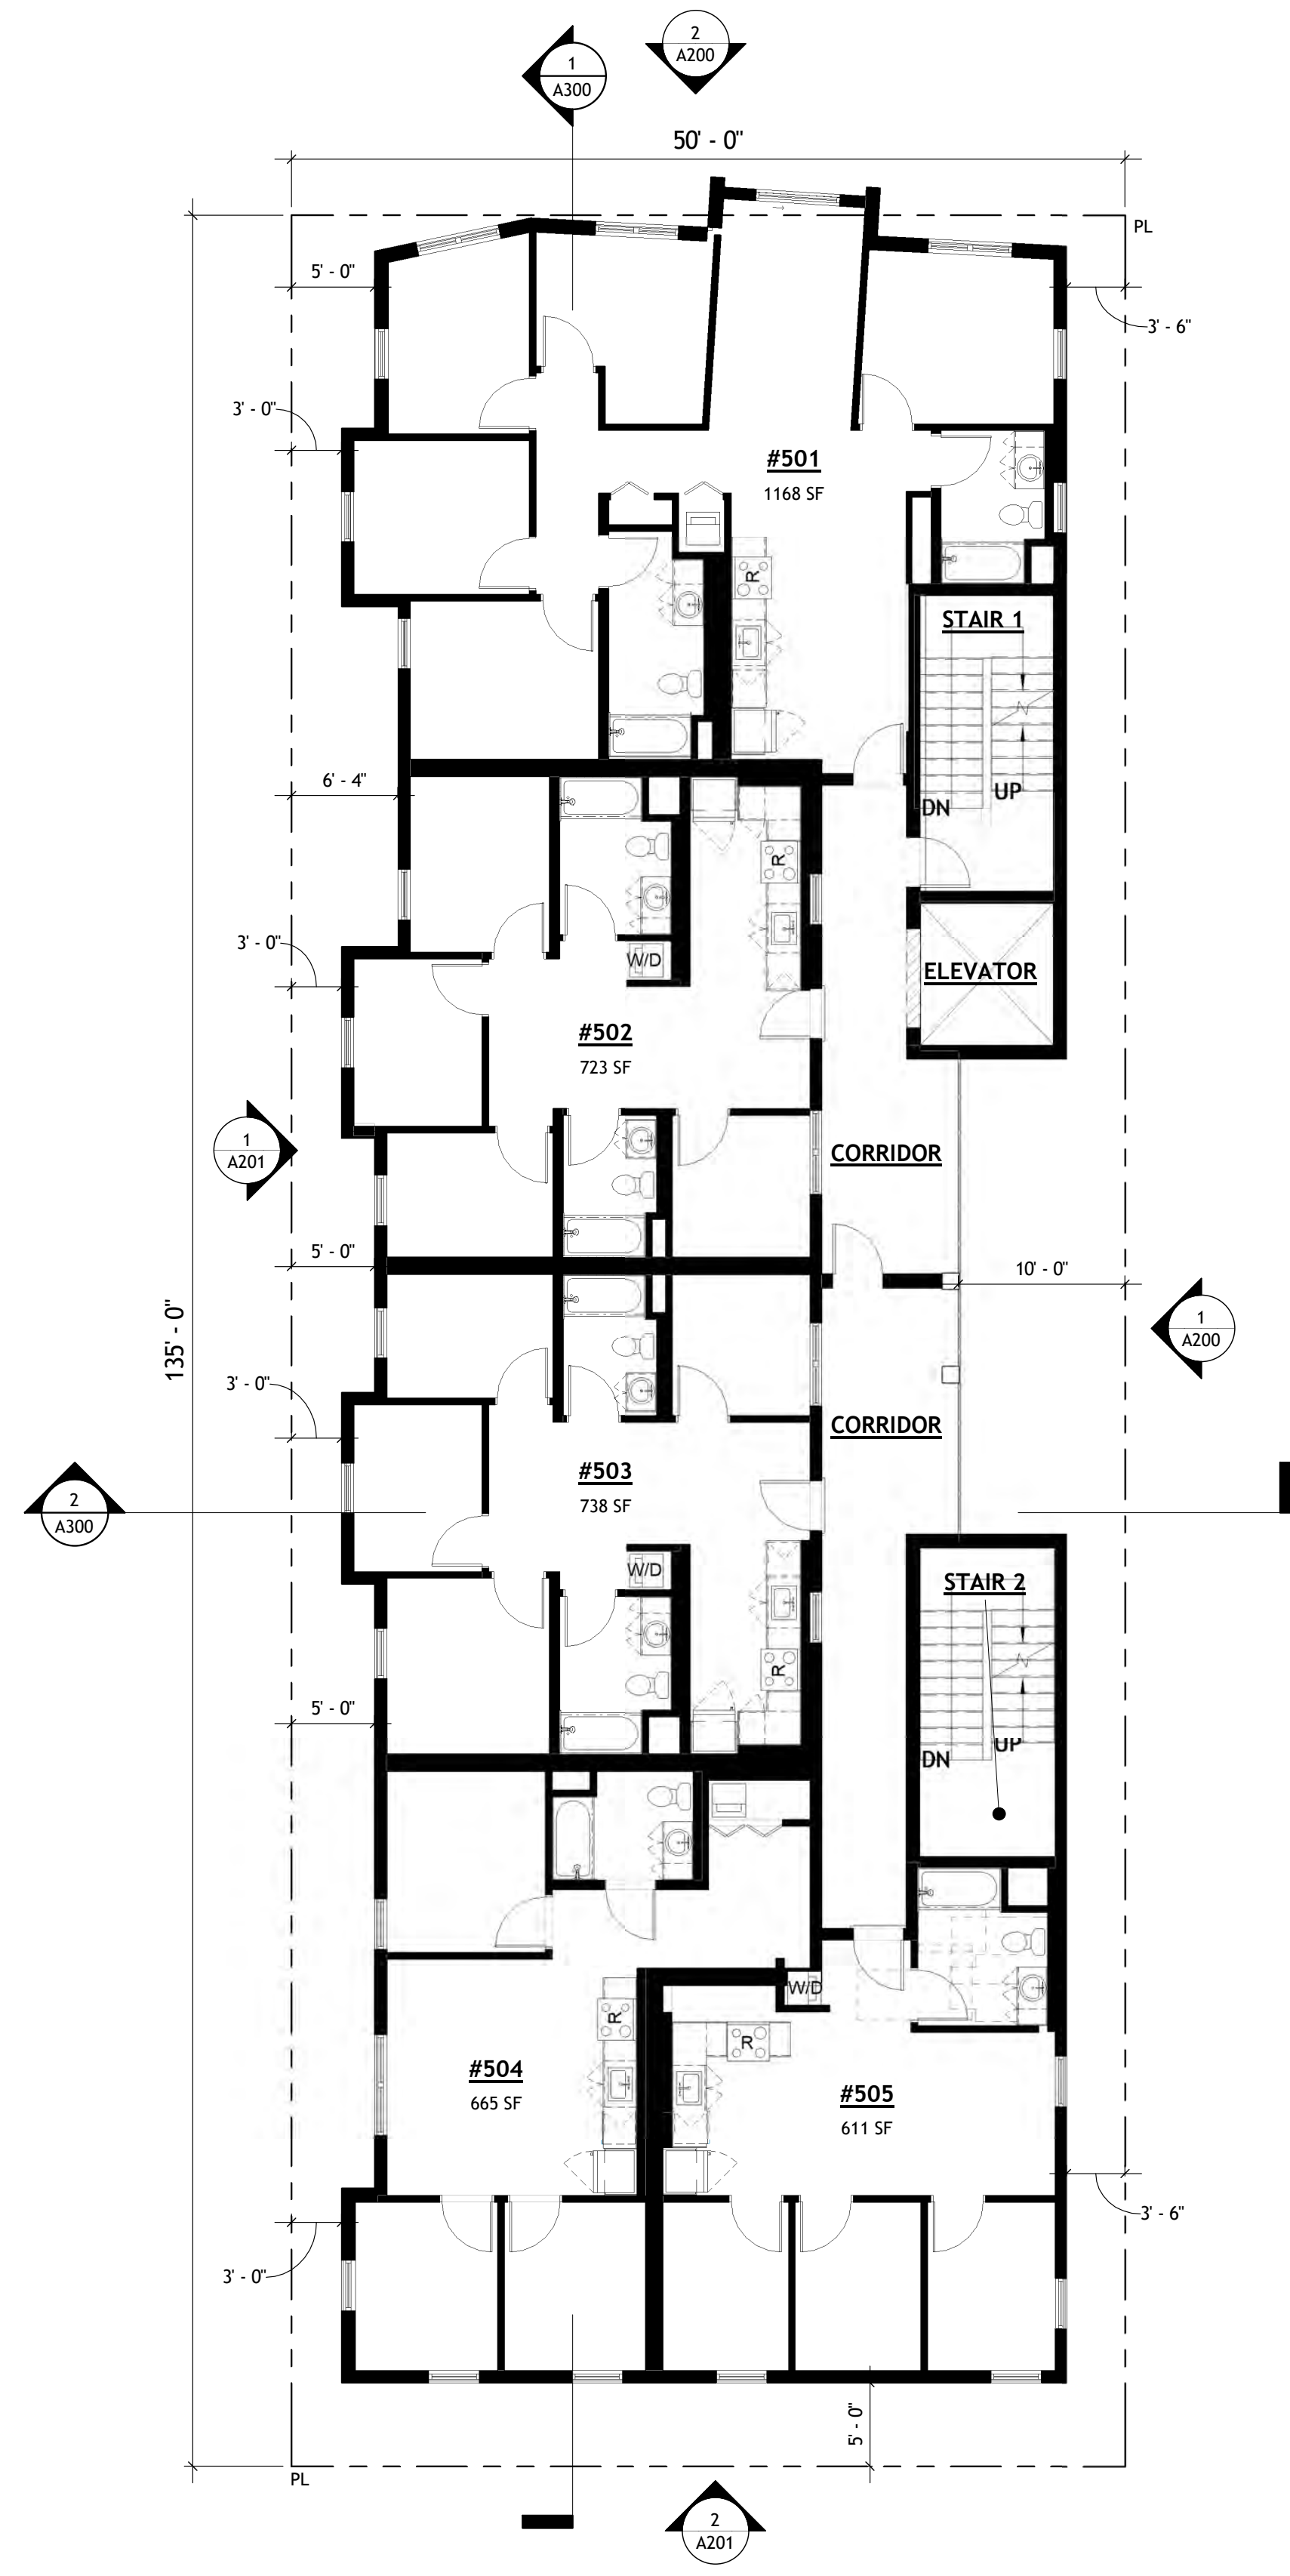 2
A200
1
A300
50' - 0"
PL
5' - 0"
3' - 6"
3' - 0"
#501
1168 SF
R
STAIR 1
DN
UP
6' - 4"
R
3' - 0"
W/D
ELEVATOR
#502
723 SF
1
A201
CORRIDOR
5' - 0"
10' - 0"
135' - 0"
1
A200
3' - 0"
CORRIDOR
#503
738 SF
2
A300
W/D
STAIR 2
R
5' - 0"
DN
UP
W/D
R
R
#504
665 SF
#505
611 SF
3' - 6"
3' - 0"
5' - 0"
PL
2
A201